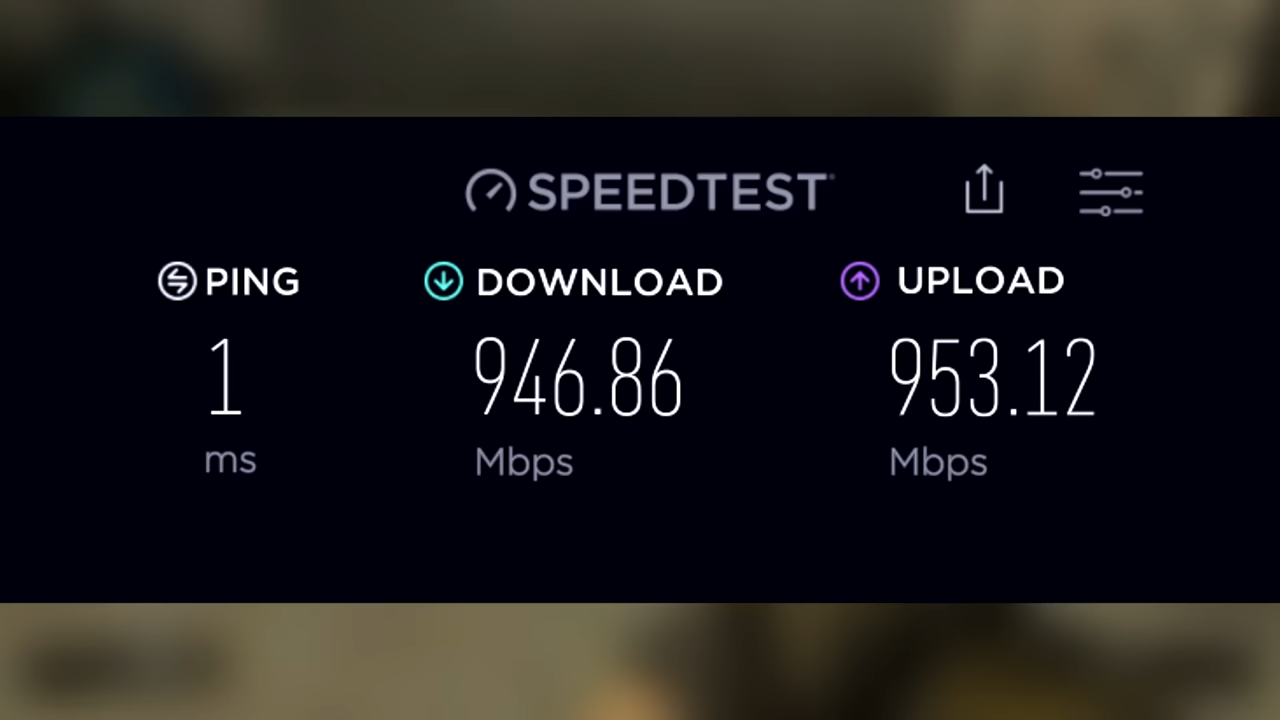 SPEEDTEST
PING
DOWNLOAD
UPLOAD
1
946.86
953.12
ms
Mbps
Mbps